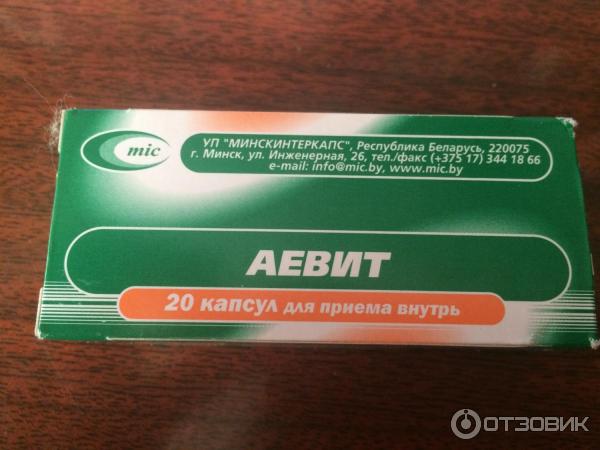 mic
УП "МИНСКИНТЕРКАПС", Республика Беларусь, 220075
г. Минск, ул. Инженерная, 26, тел./факс (+375 17) 344 18 66
e-mail: info@mic.by, www.mic.by
АЕВИТ
20 капсул для приема внутрь
ОТЗОВИК